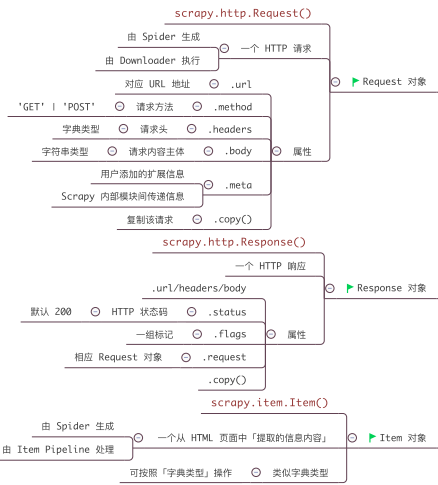 scrapy.http.Request()
由 Spider 生成
一个 HTTP 请求
由 Downloader 执行
Request 对象
对应 URL 地址
.url
'GET' | 'POST'
请求方法
.method
字典类型
请求头
.headers
字符串类型
请求内容主体
.body
属性
用户添加的扩展信息
.meta
Scrapy 内部模块间传递信息
复制该请求
.copy()
scrapy.http.Response()
一个 HTTP 响应
Response 对象
.url/headers/body
默认 200
HTTP 状态码
.status
一组标记
.flags
属性
相应 Request 对象
.request
.copy()
scrapy.item.Item()
由 Spider 生成
一个从 HTML 页面中「提取的信息内容」
Item 对象
由 Item Pipeline 处理
可按照「字典类型」操作
类似字典类型